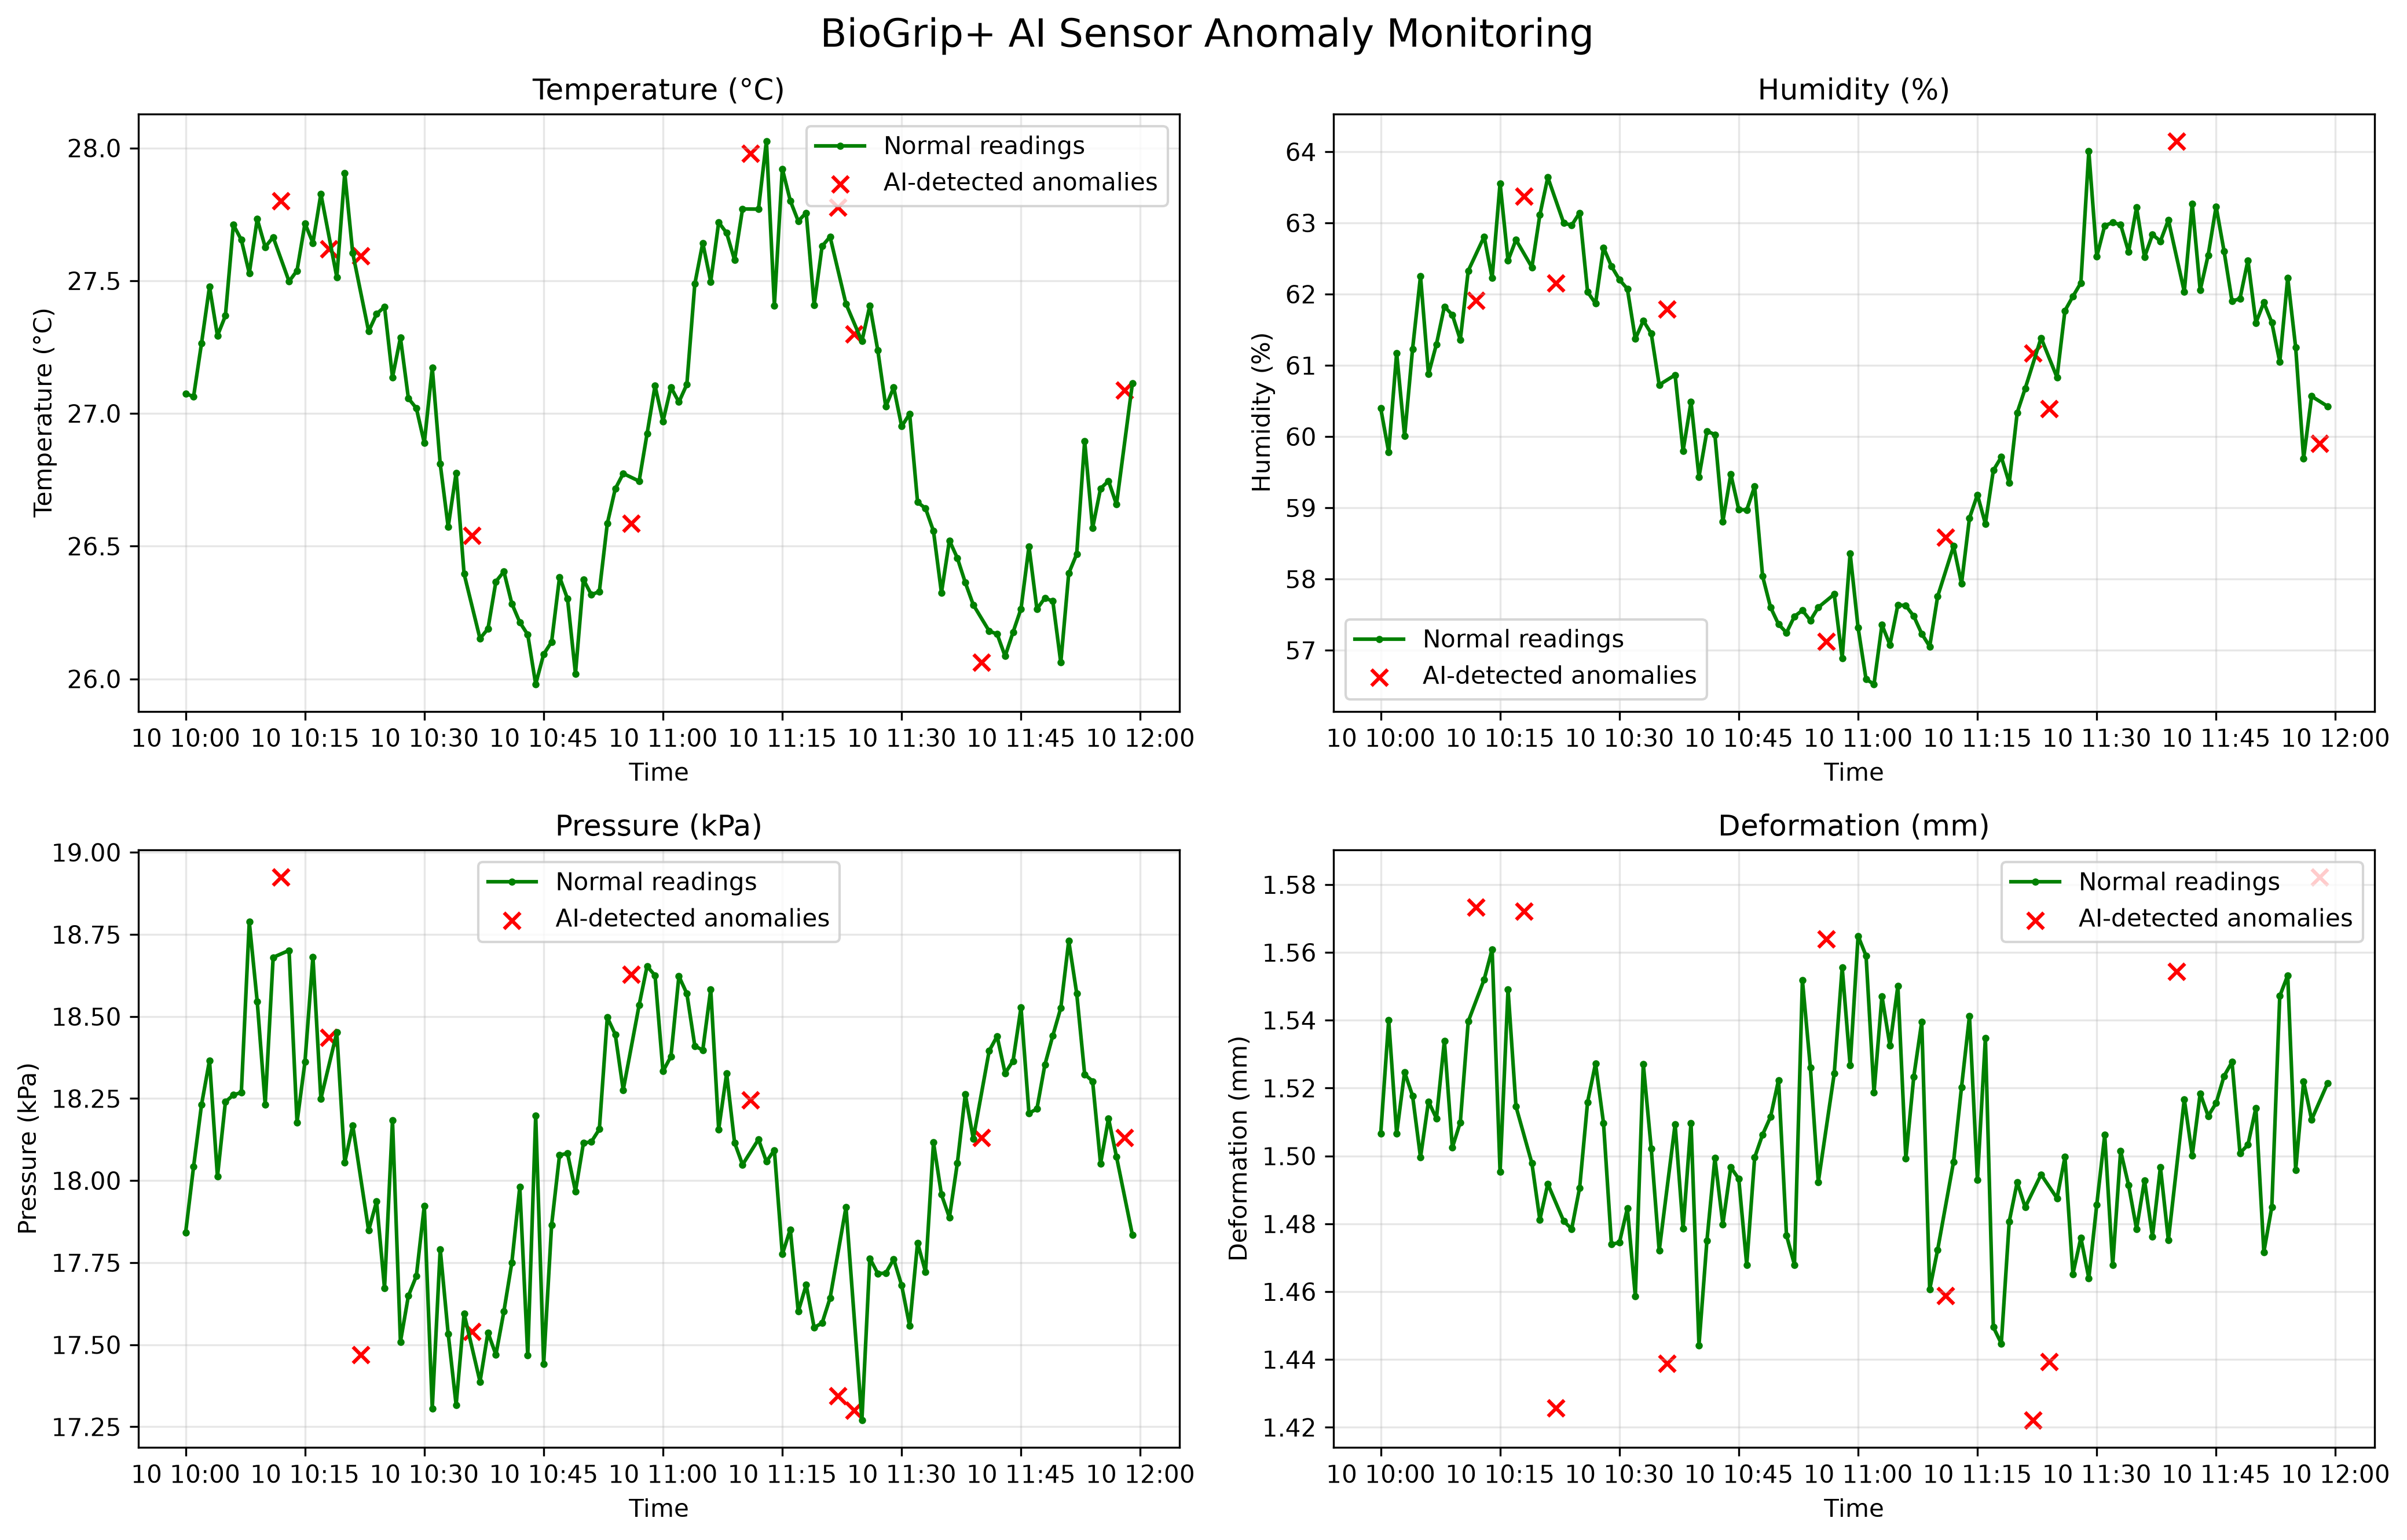 BioGrip+ AI Sensor Anomaly Monitoring
Temperature (°C)
Temperature (°C)
28.0
27.5
27.0
26.5
26.0
Normal readings
AI-detected anomalies
10 10:00 10 10:15 10 10:30 10 10:45 10 11:00 10 11:15 10 11:30 10 11:45 10 12:00
Time
Humidity (%)
Humidity (%)
64
63
62
61
60
59
58
57
Normal readings
AI-detected anomalies
10 10:00 10 10:15 10 10:30 10 10:45 10 11:00 10 11:15 10 11:30 10 11:45 10 12:00
Time
Pressure (kPa)
Pressure (kPa)
19.00
18.75
18.50
18.25
18.00
17.75
17.50
17.25
Normal readings
AI-detected anomalies
10 10:00 10 10:15 10 10:30 10 10:45 10 11:00 10 11:15 10 11:30 10 11:45 10 12:00
Time
Deformation (mm)
Deformation (mm)
1.58
1.56
1.54
1.52
1.50
1.48
1.46
1.44
1.42
Normal readings
AI-detected anomalies
10 10:00 10 10:15 10 10:30 10 10:45 10 11:00 10 11:15 10 11:30 10 11:45 10 12:00
Time